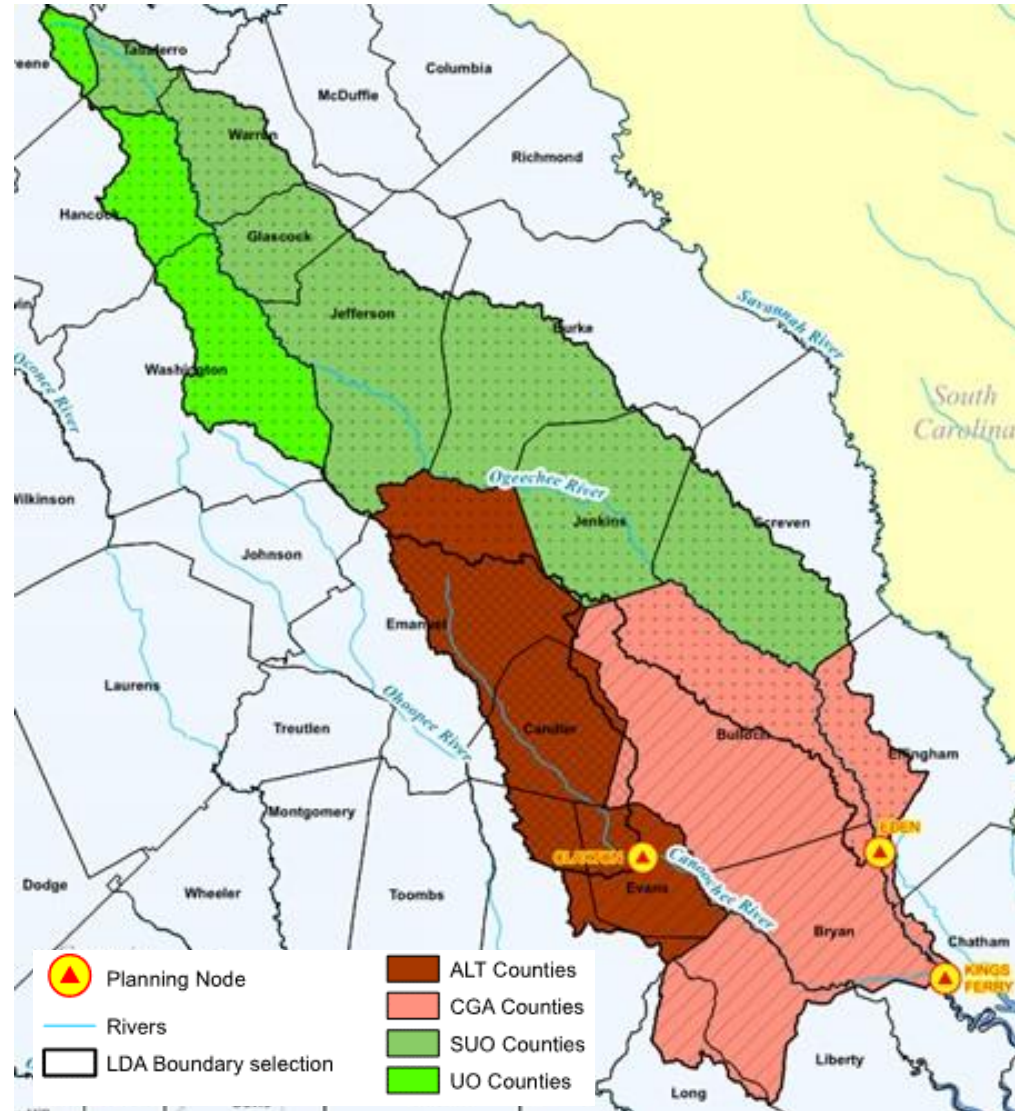 Taliaferro
Columbia
McDuffie
Warren
Richmond
Hancock
Glascock
Savannah River
Jefferson
Burke
Oconee River
Washington
South
Carolina
Ogeechee River
Wilkinson
Jenkins
Screven
Johnson
Emanuel
Laurens
Ohoopee River
Treutlen
Candler
Bulloch
Effingham
Montgomery
EDEN
CLAXTON
Canoochee River
Dodge
Wheeler
Toombs
Evans
Bryan
Chatham
KINGS
FERRY
Liberty
Long
Planning Node
Rivers
LDA Boundary selection
ALT Counties
CGA Counties
SUO Counties
UO Counties